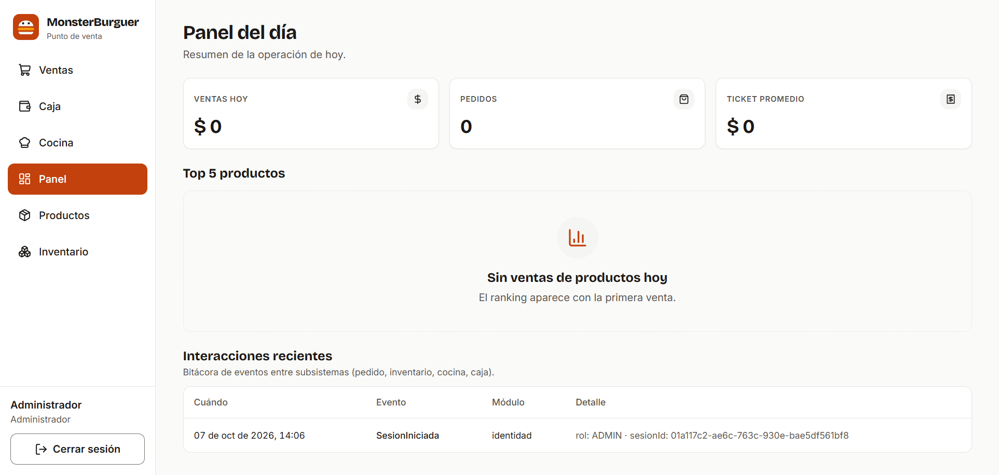 MonsterBurguer
Punto de venta
Ventas
Caja
Cocina
Panel
Productos
Inventario
Administrador
Administrador
Cerrar sesión
Panel del día
Resumen de la operación de hoy.
VENTAS HOY
$ 0
PEDIDOS
0
TICKET PROMEDIO
$ 0
Top 5 productos
Sin ventas de productos hoy
El ranking aparece con la primera venta.
Interacciones recientes
Bitácora de eventos entre subsistemas (pedido, inventario, cocina, caja).
Cuándo Evento Módulo Detalle
07 de oct de 2026, 14:06 SesionIniciada identidad rol: ADMIN · sesionId: 01a117c2-ae6c-763c-930e-bae5df561bf8